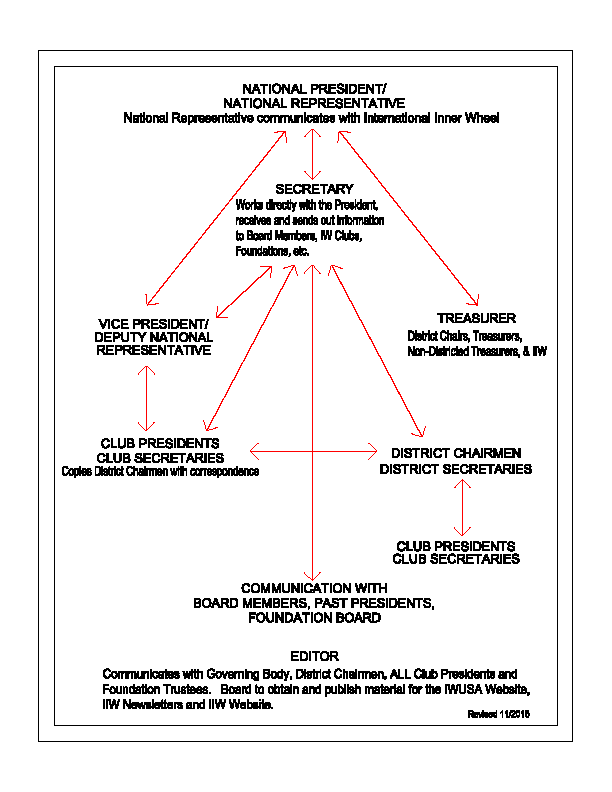 NATIONAL PRESIDENT/
NATIONAL REPRESENTATIVE
National Representative communicates with International Inner Wheel
SECRETARY
Works directly with the President,
receives and sends out information
to Board Members, IW Clubs,
Foundations, etc.
VICE PRESIDENT/
DEPUTY NATIONAL
REPRESENTATIVE
TREASURER
District Chairs, Treasurers,
Non-Districted Treasurers, & IIW
CLUB PRESIDENTS
CLUB SECRETARIES
Copies District Chairmen with correspondence
DISTRICT CHAIRMEN
DISTRICT SECRETARIES
CLUB PRESIDENTS
CLUB SECRETARIES
COMMUNICATION WITH
BOARD MEMBERS, PAST PRESIDENTS,
FOUNDATION BOARD
EDITOR
Communicates with Governing Body, District Chairmen, ALL Club Presidents and
Foundation Trustees. Board to obtain and publish material for the IWUSA Website,
IIW Newsletters and IIW Website.
Revised 11/2015